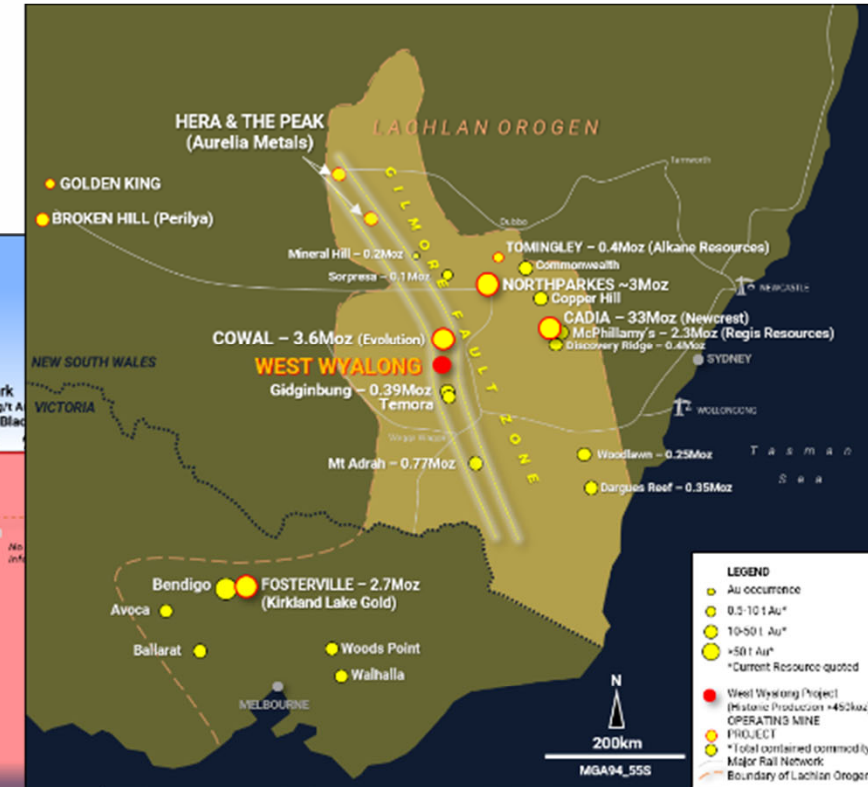 LACHLAN OROGEN
HERA & THE PEAK
(Aurelia Metals)
GILMORE FAULT ZONE
GOLDEN KING
BROKEN HILL (Perilya)
Tamworth
Dubbo
Mineral Hill – 0.2Moz
Sorpresa – 0.1Moz
TOMINGLEY – 0.4Moz (Alkane Resources)
Commonwealth
NORTHPARKES ~3Moz
Copper Hill
NEWCASTLE
CADIA – 33Moz (Newcrest)
McPhillamy's – 2.3Moz (Regis Resources)
Discovery Ridge – 0.4Moz
COWAL – 3.6Moz (Evolution)
WEST WYALONG
SYDNEY
NEW SOUTH WALES
VICTORIA
Gidginbung – 0.39Moz
Temora
WOLLONGONG
Wagga Wagga
Mt Adrah – 0.77Moz
Woodlawn – 0.25Moz
Dargues Reef – 0.35Moz
Tasman
Sea
Bendigo
FOSTERVILLE – 2.7Moz
(Kirkland Lake Gold)
Avoca
Ballarat
Woods Point
Walhalla
MELBOURNE
N
200km
MGA94_55S
LEGEND
Au occurrence
0.5-10 t Au*
10-50 t Au*
>50 t Au*
*Current Resource quoted
West Wyalong Project
(Historic Production >450koz)
OPERATING MINE
PROJECT
*Total contained commodity
Major Rail Network
Boundary of Lachlan Orogen